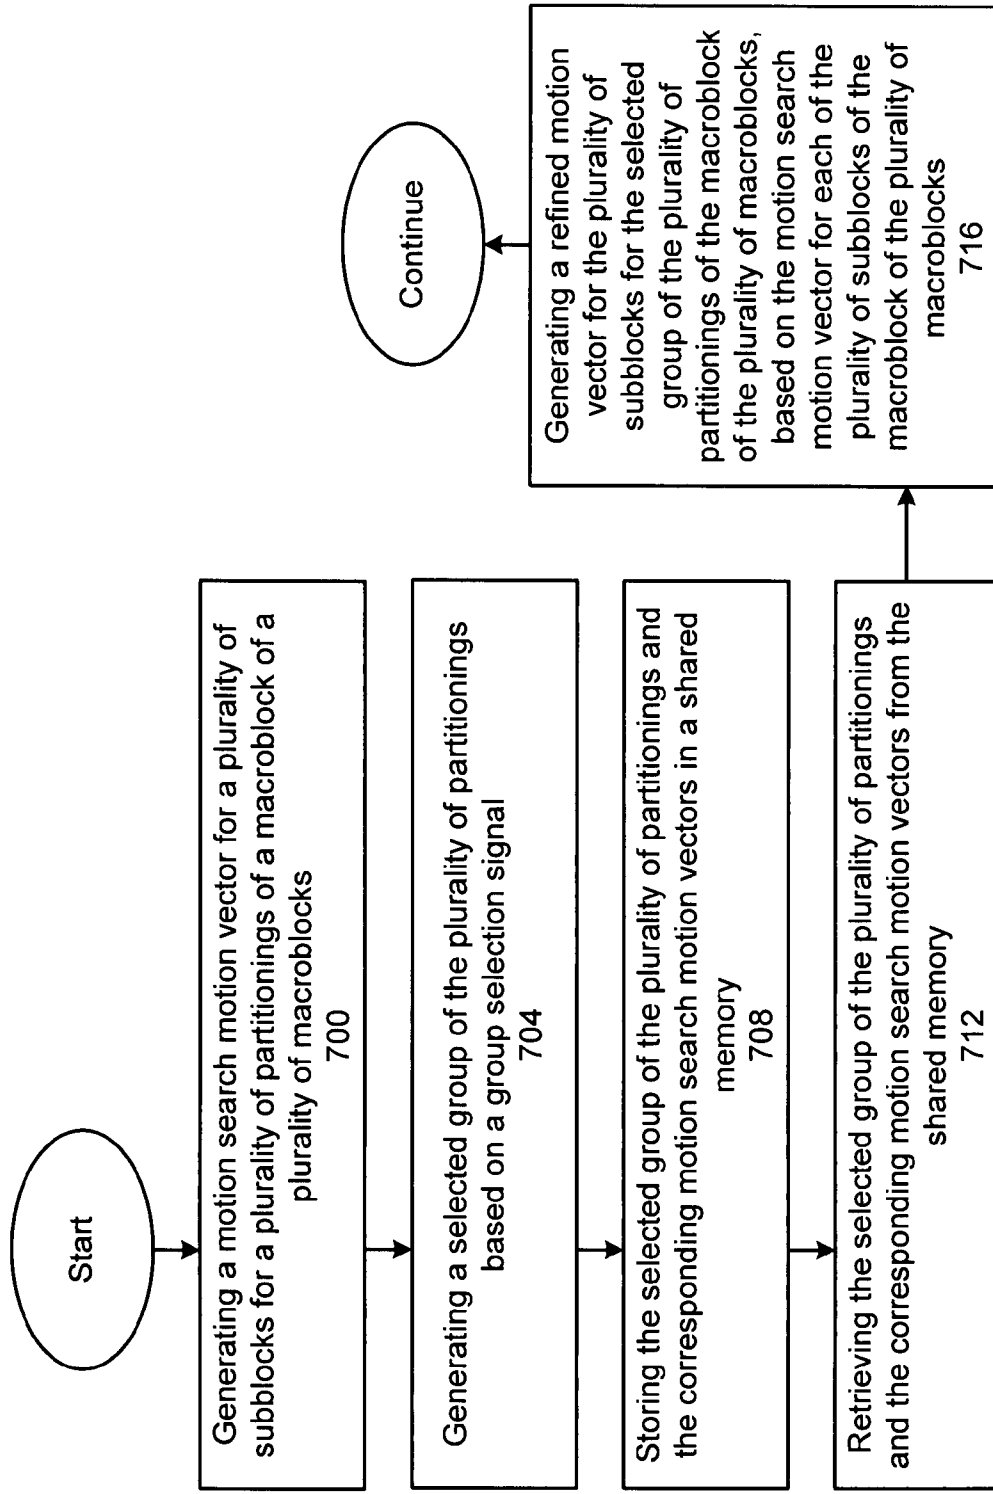 Start
Generating a motion search motion vector for a plurality of
subblocks for a plurality of partitionings of a macroblock of a
plurality of macroblocks
700
Generating a selected group of the plurality of partitionings
based on a group selection signal
704
Storing the selected group of the plurality of partitionings and
the corresponding motion search motion vectors in a shared
memory
708
Retrieving the selected group of the plurality of partitionings
and the corresponding motion search motion vectors from the
shared memory
712
Generating a refined motion
vector for the plurality of
subblocks for the selected
group of the plurality of
partitionings of the macroblock
of the plurality of macroblocks,
based on the motion search
motion vector for each of the
plurality of subblocks of the
macroblock of the plurality of
macroblocks
716
Continue